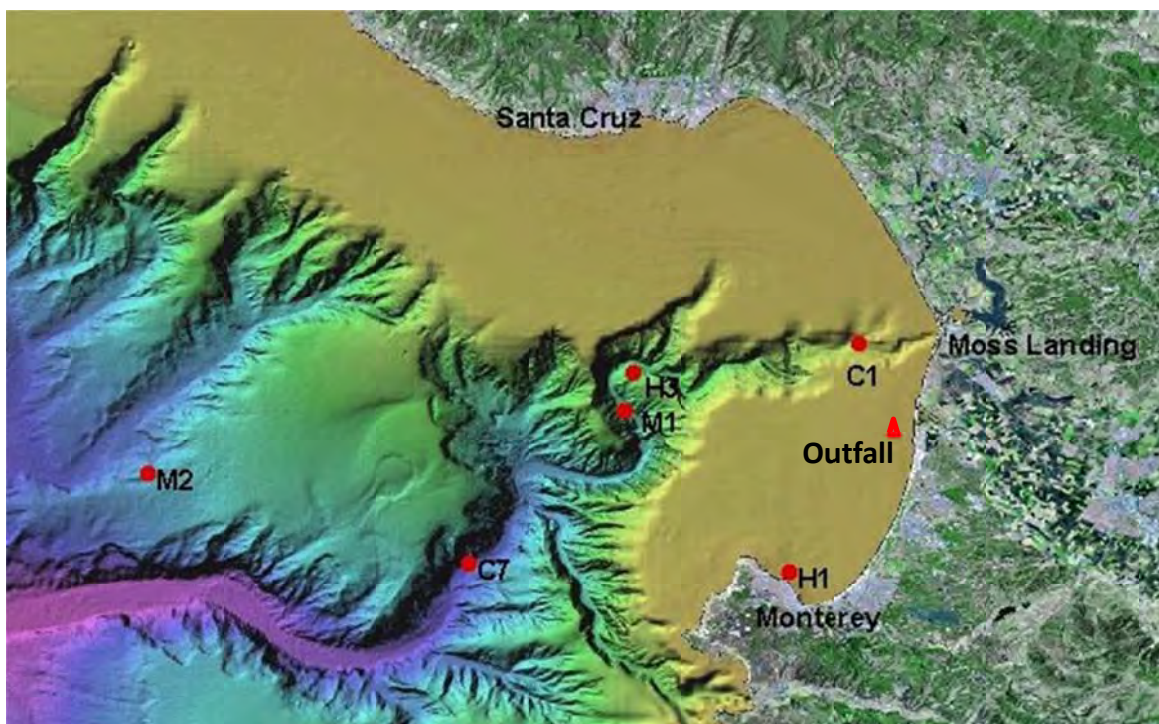 Santa Cruz
Moss Landing
C1
H3
M1
Outfall
M2
C7
H1
Monterey